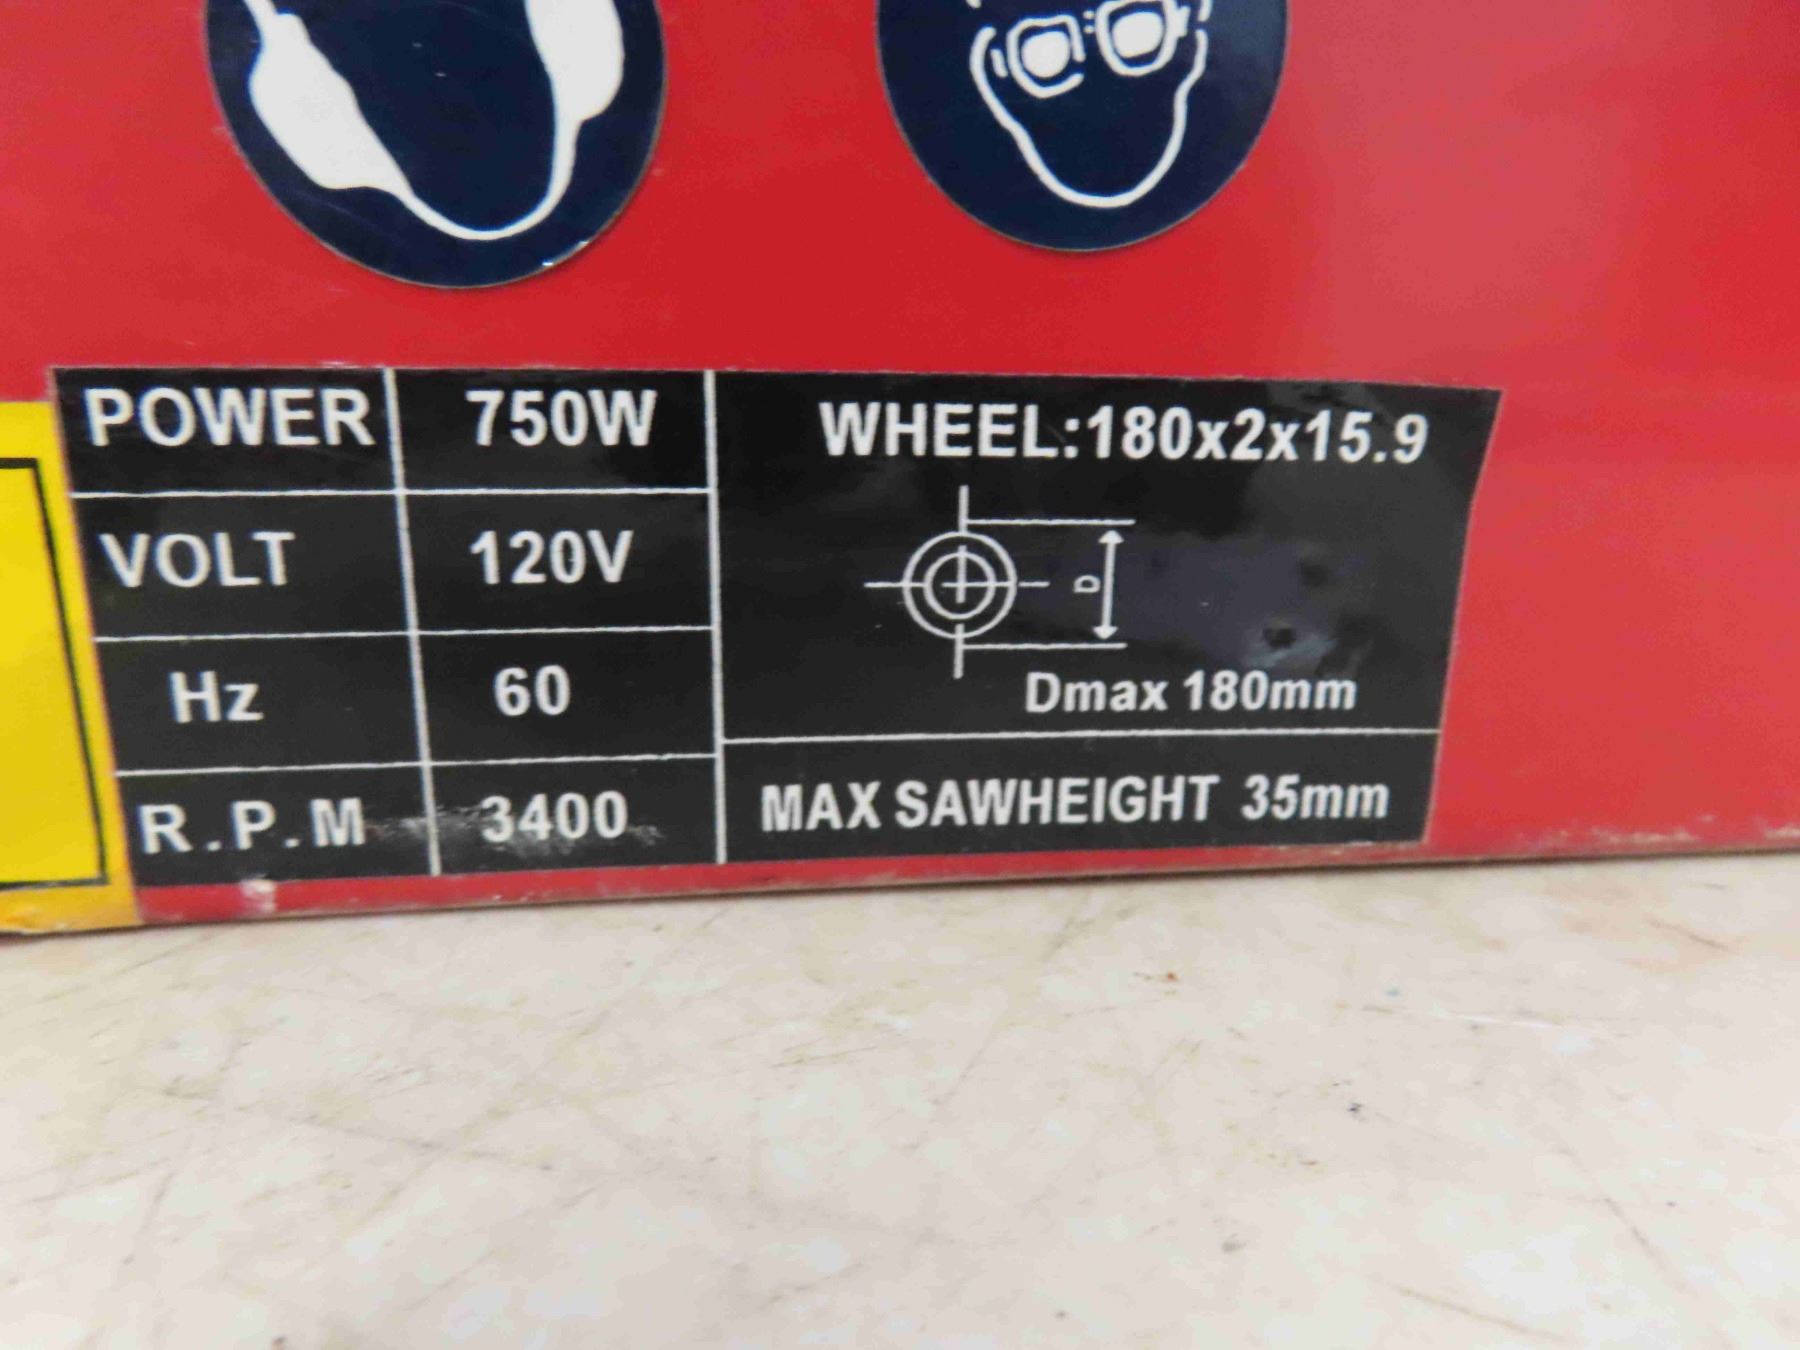 POWER 750W
VOLT 120V
Hz 60
R.P.M 3400
WHEEL:180x2x15.9
D
Dmax 180mm
MAX SAWHEIGHT 35mm